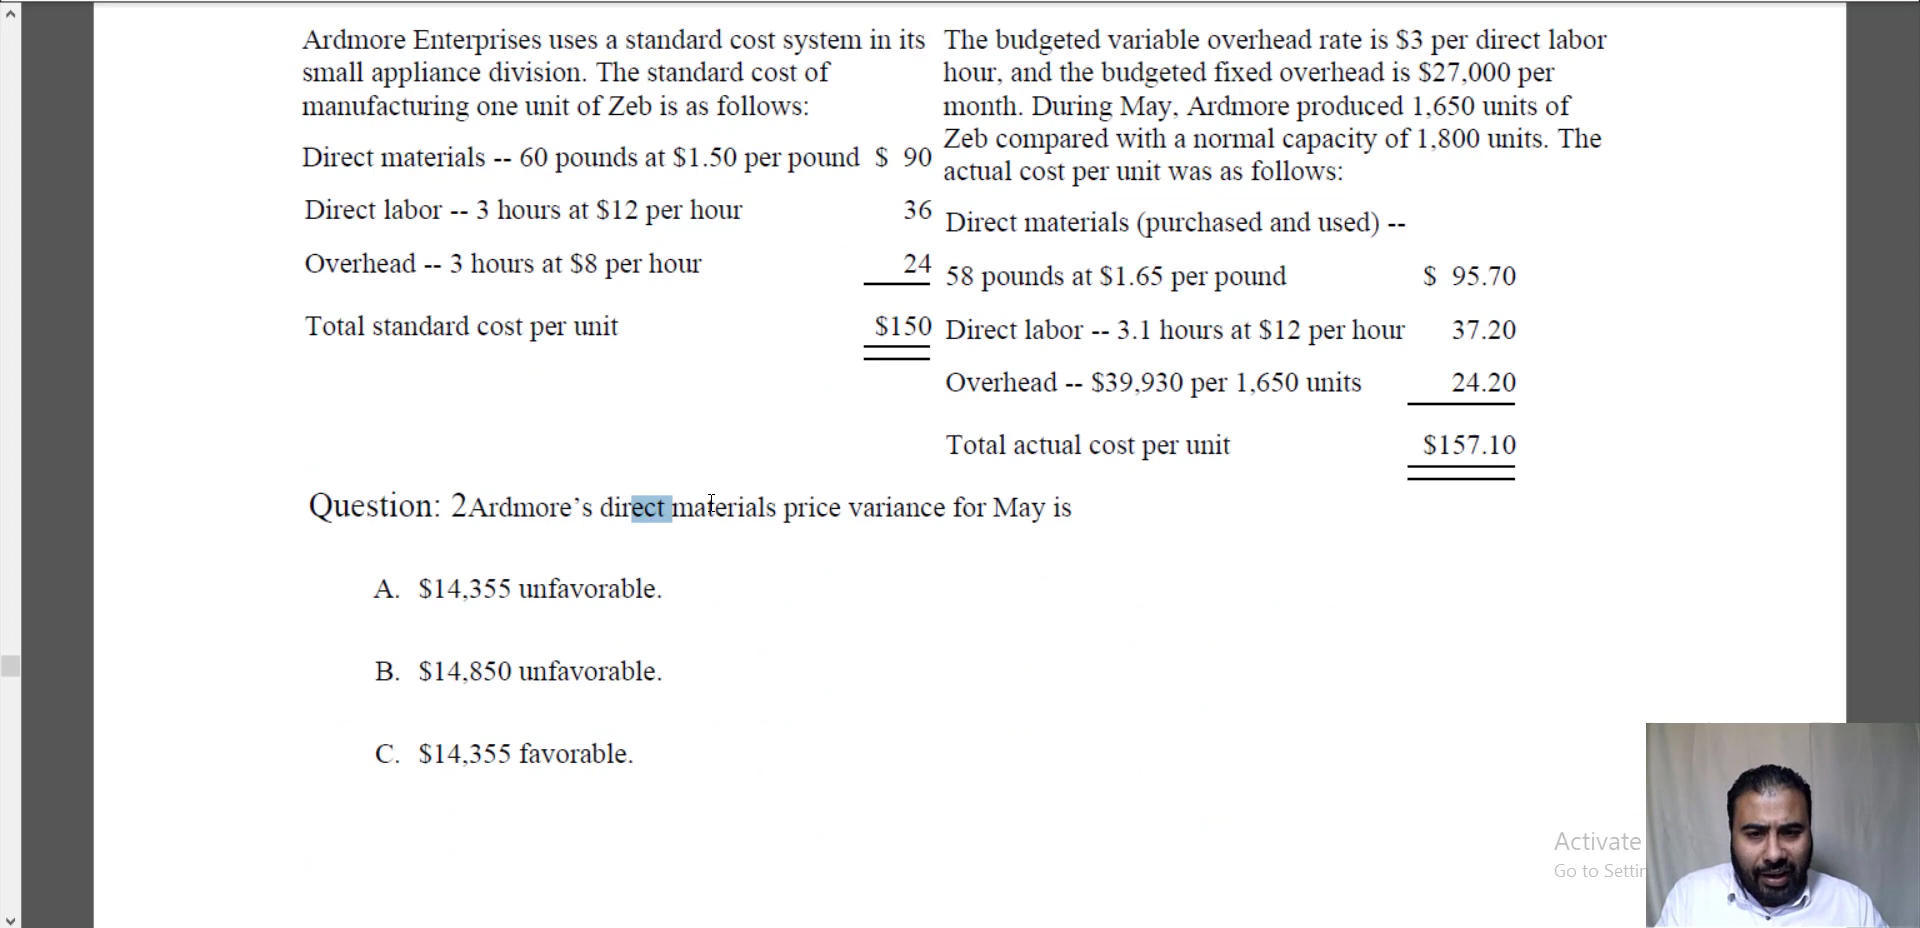 Ardmore Enterprises uses a standard cost system in its
small appliance division. The standard cost of
manufacturing one unit of Zeb is as follows:
Direct materials -- 60 pounds at $1.50 per pound $ 90
Direct labor -- 3 hours at $12 per hour 36
Overhead -- 3 hours at $8 per hour 24
Total standard cost per unit $150
The budgeted variable overhead rate is $3 per direct labor
hour, and the budgeted fixed overhead is $27,000 per
month. During May, Ardmore produced 1,650 units of
Zeb compared with a normal capacity of 1,800 units. The
actual cost per unit was as follows:
Direct materials (purchased and used) --
58 pounds at $1.65 per pound $ 95.70
Direct labor -- 3.1 hours at $12 per hour 37.20
Overhead -- $39,930 per 1,650 units 24.20
Total actual cost per unit $157.10
Question: 2Ardmore’s direct materials price variance for May is
A. $14,355 unfavorable.
B. $14,850 unfavorable.
C. $14,355 favorable.
Activate
Go to Settin